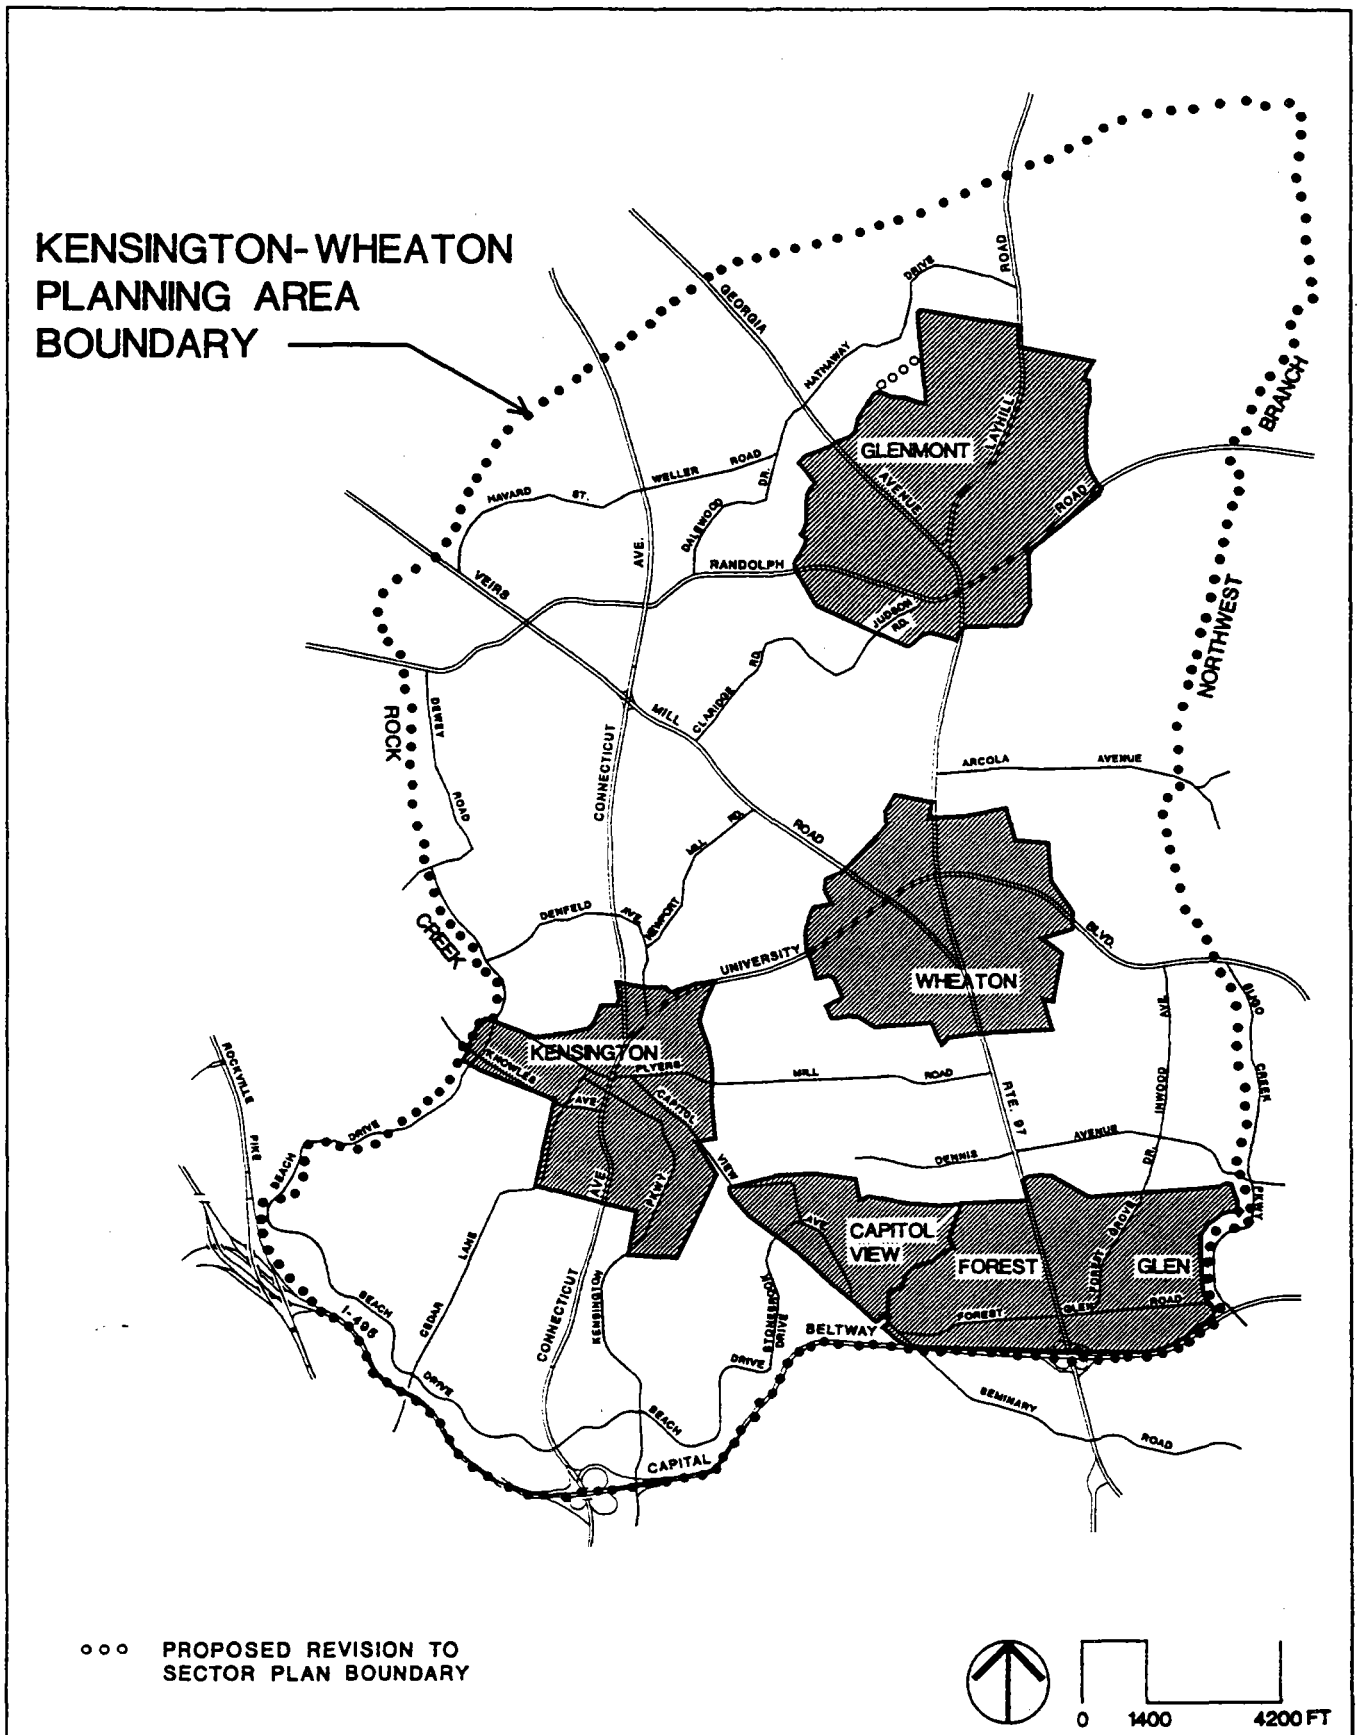 KENSINGTON-WHEATON
PLANNING AREA
BOUNDARY
ROAD
DRIVE
GEORGIA
HATHAWAY
BRANCH
LAYHILL
GLENMONT
WELLER ROAD
DR.
HAVARD ST.
AVENUE
ROAD
DALEWOOD
AVE.
RANDOLPH
VEIRS
NORTHWEST
JUDSON
RD.
CLARIDGE RD.
DEWEY
ROCK
MILL
CONNECTICUT
ARCOLA AVENUE
ROAD
ROAD
MILL RD.
DENFELD AVE.
NEWPORT
CREEK
BLVD.
UNIVERSITY
WHEATON
SLIGO
AVE.
KENSINGTON
KNOWLES
PLYERS MILL ROAD
ROCKVILLE
CREEK
INWOOD
AVE
CAPITOL
RTE. 97
DRIVE
PIKE
AVENUE
DENNIS
DR.
VIEW
BEACH
AVE.
PKWY.
PKWY
GROVE
AVE.
CAPITOL
VIEW
LANE
FOREST GLEN
FOREST
STONEBROOK
DRIVE
BEACH
KENSINGTON
CONNECTICUT
FOREST GLEN ROAD
I-495
CEDAR
BELTWAY
DRIVE
DRIVE
SEMINARY
BEACH
ROAD
CAPITAL
PROPOSED REVISION TO
SECTOR PLAN BOUNDARY
0 1400 4200 FT